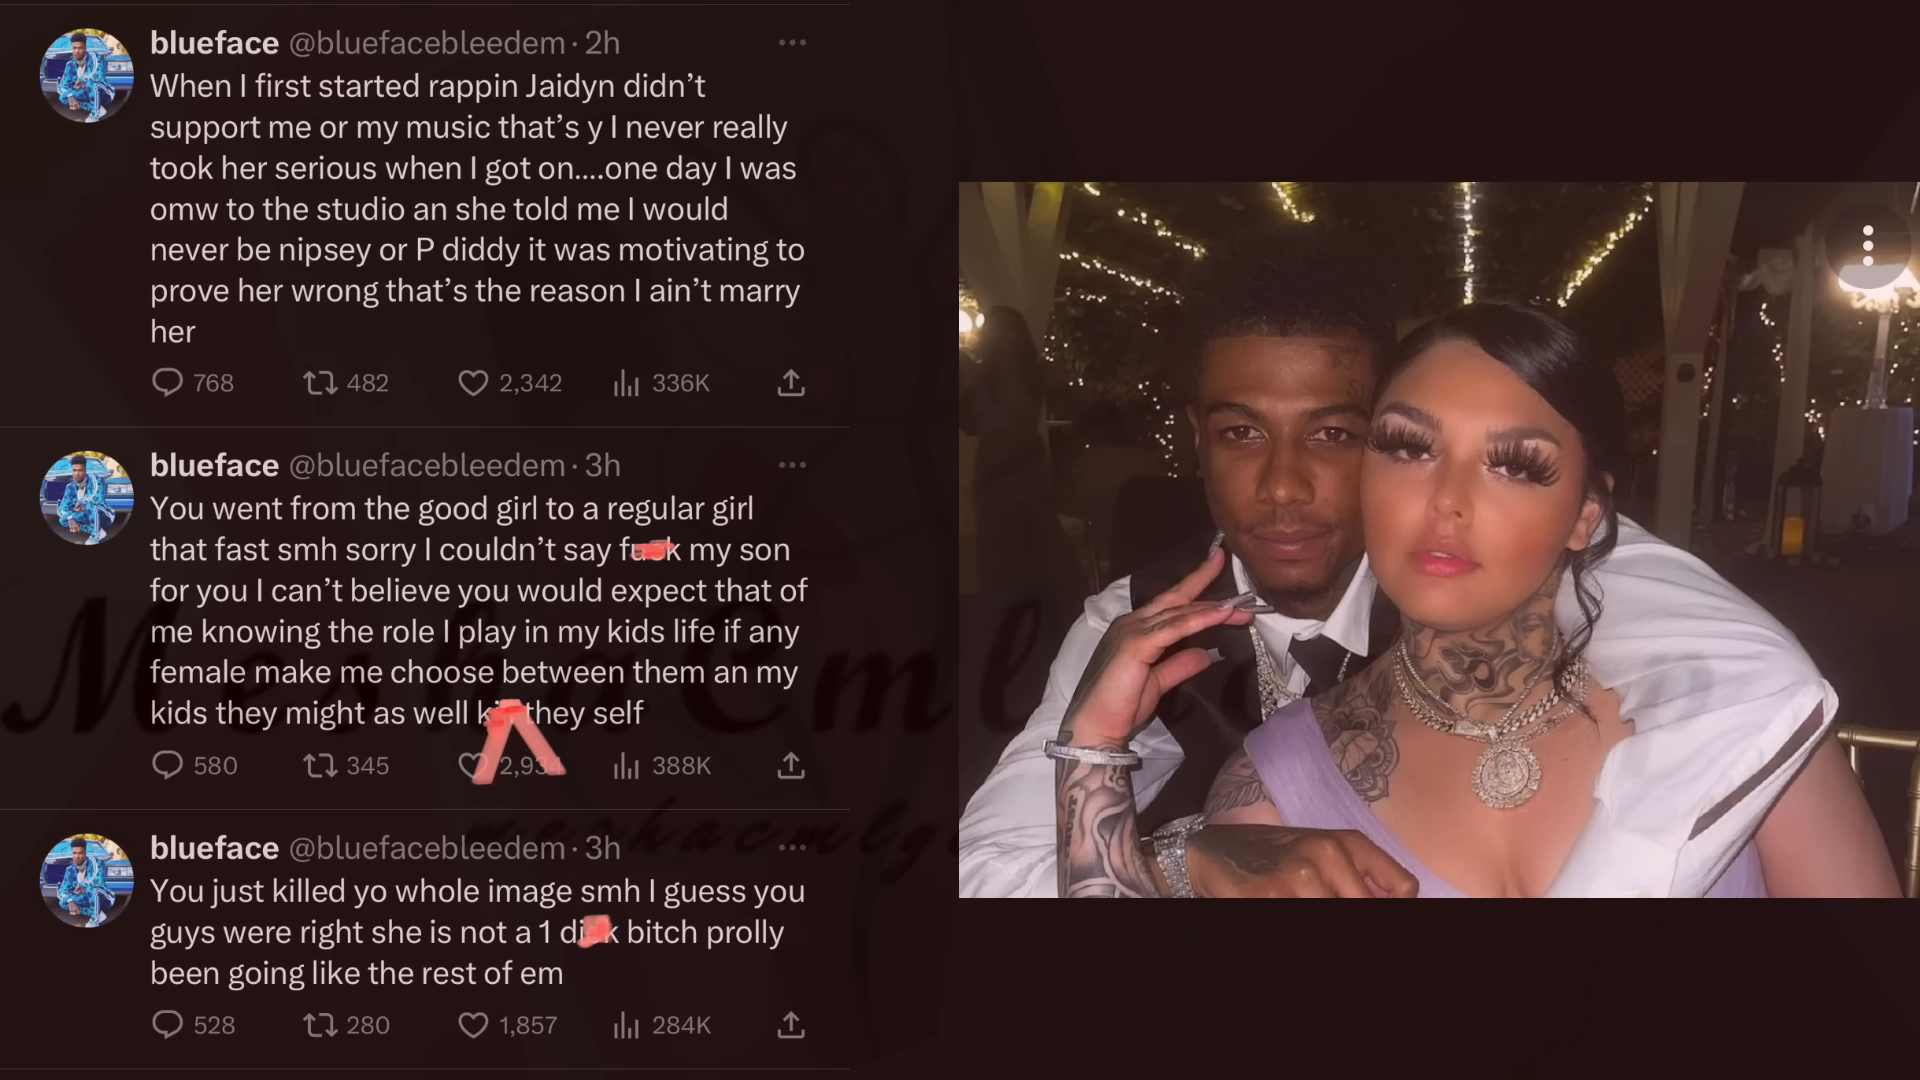 blueface @bluefacebleedem · 2h
When I first started rappin Jaidyn didn’t
support me or my music that’s y I never really
took her serious when I got on....one day I was
omw to the studio an she told me I would
never be nipsey or P diddy it was motivating to
prove her wrong that’s the reason I ain’t marry
her
768 482 2,342 336K
blueface @bluefacebleedem · 3h
You went from the good girl to a regular girl
that fast smh sorry I couldn’t say fu k my son
for you I can’t believe you would expect that of
me knowing the role I play in my kids life if any
female make me choose between them an my
kids they might as well they self
580 345 2,934 388K
blueface @bluefacebleedem · 3h
You just killed yo whole image smh I guess you
guys were right she is not a 1 di k bitch prolly
been going like the rest of em
528 280 1,857 284K